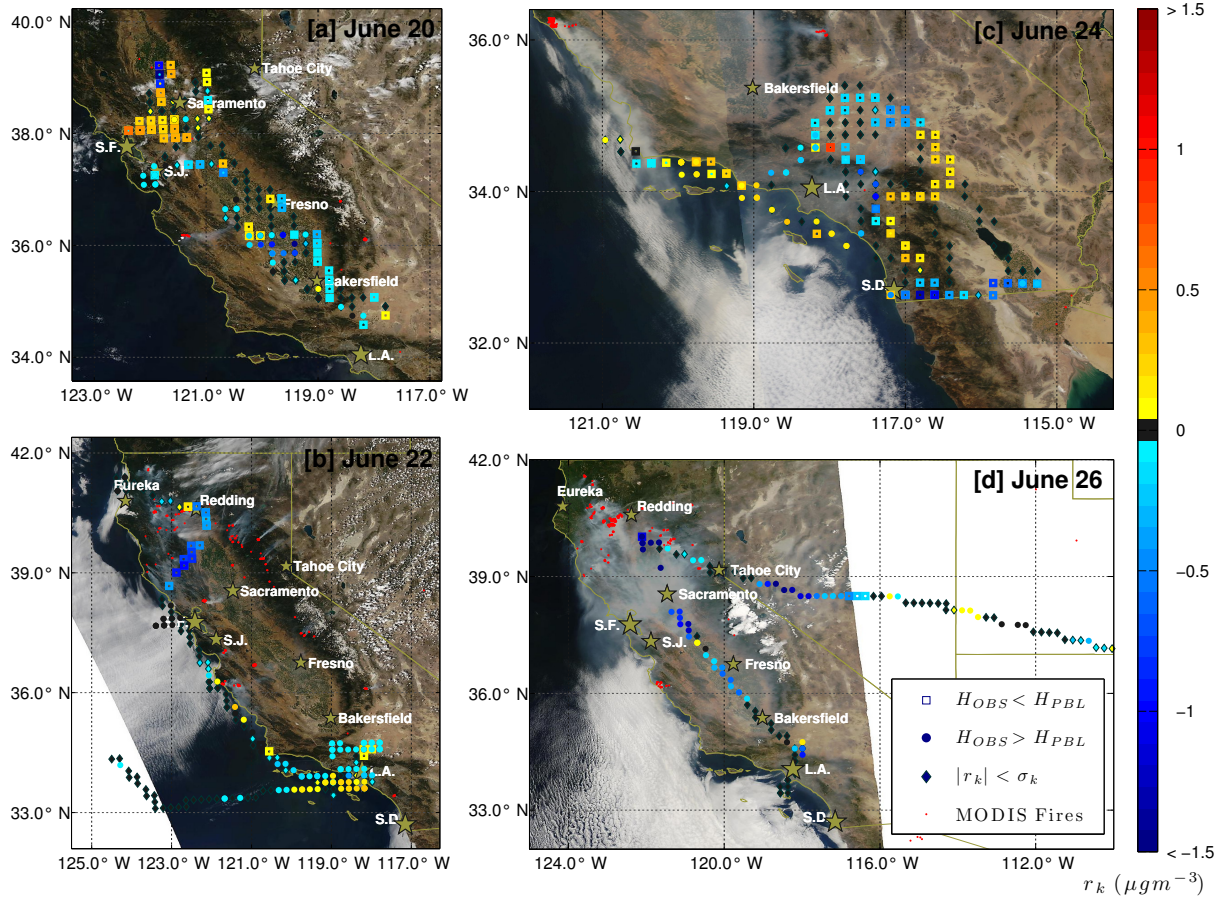 [a] June 20
40.0° N
38.0° N
36.0° N
34.0° N
123.0° W
121.0° W
119.0° W
117.0° W
Tahoe City
Sacramento
S.F.
S.J.
Fresno
Bakersfield
L.A.
[c] June 24
36.0° N
34.0° N
32.0° N
121.0° W
119.0° W
117.0° W
115.0° W
Bakersfield
L.A.
S.D
[b] June 22
42.0° N
39.0° N
36.0° N
33.0° N
125.0° W
123.0° W
121.0° W
119.0° W
117.0° W
Eureka
Redding
Tahoe City
Sacramento
S.J.
Fresno
Bakersfield
L.A.
S.D
[d] June 26
42.0° N
39.0° N
36.0° N
33.0° N
124.0° W
120.0° W
116.0° W
112.0° W
Eureka
Redding
Tahoe City
Sacramento
S.F.
S.J.
Fresno
Bakersfield
L.A.
S.D
H_OBS < H_PBL
H_OBS > H_PBL
|r_k| < σ_k
MODIS Fires
> 1.5
1
0.5
0
−0.5
−1
< −1.5
r_k (μgm⁻³)